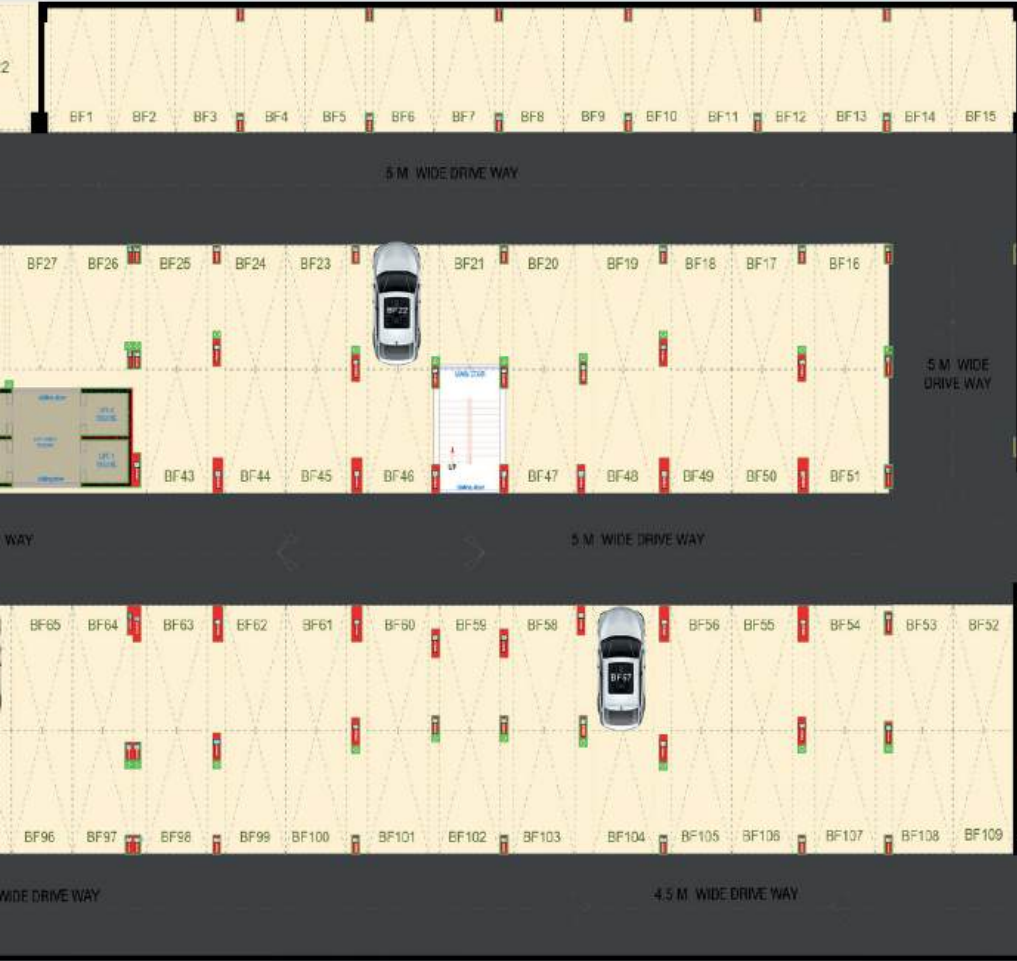 2
BF1 BF2 BF3 BF4 BF5 BF6 BF7 BF8 BF9 BF10 BF11 BF12 BF13 BF14 BF15
5 M WIDE DRIVE WAY
BF27 BF26 BF25 BF24 BF23 BF21 BF20 BF19 BF18 BF17 BF16
BF22
5 M WIDE
DRIVE WAY
UP
BF43 BF44 BF45 BF46 BF47 BF48 BF49 BF50 BF51
WAY
5 M WIDE DRIVE WAY
BF65 BF64 BF63 BF62 BF61 BF60 BF59 BF58 BF56 BF55 BF54 BF53 BF52
BF57
BF96 BF97 BF98 BF99 BF100 BF101 BF102 BF103 BF104 BF105 BF106 BF107 BF108 BF109
WIDE DRIVE WAY
4.5 M WIDE DRIVE WAY